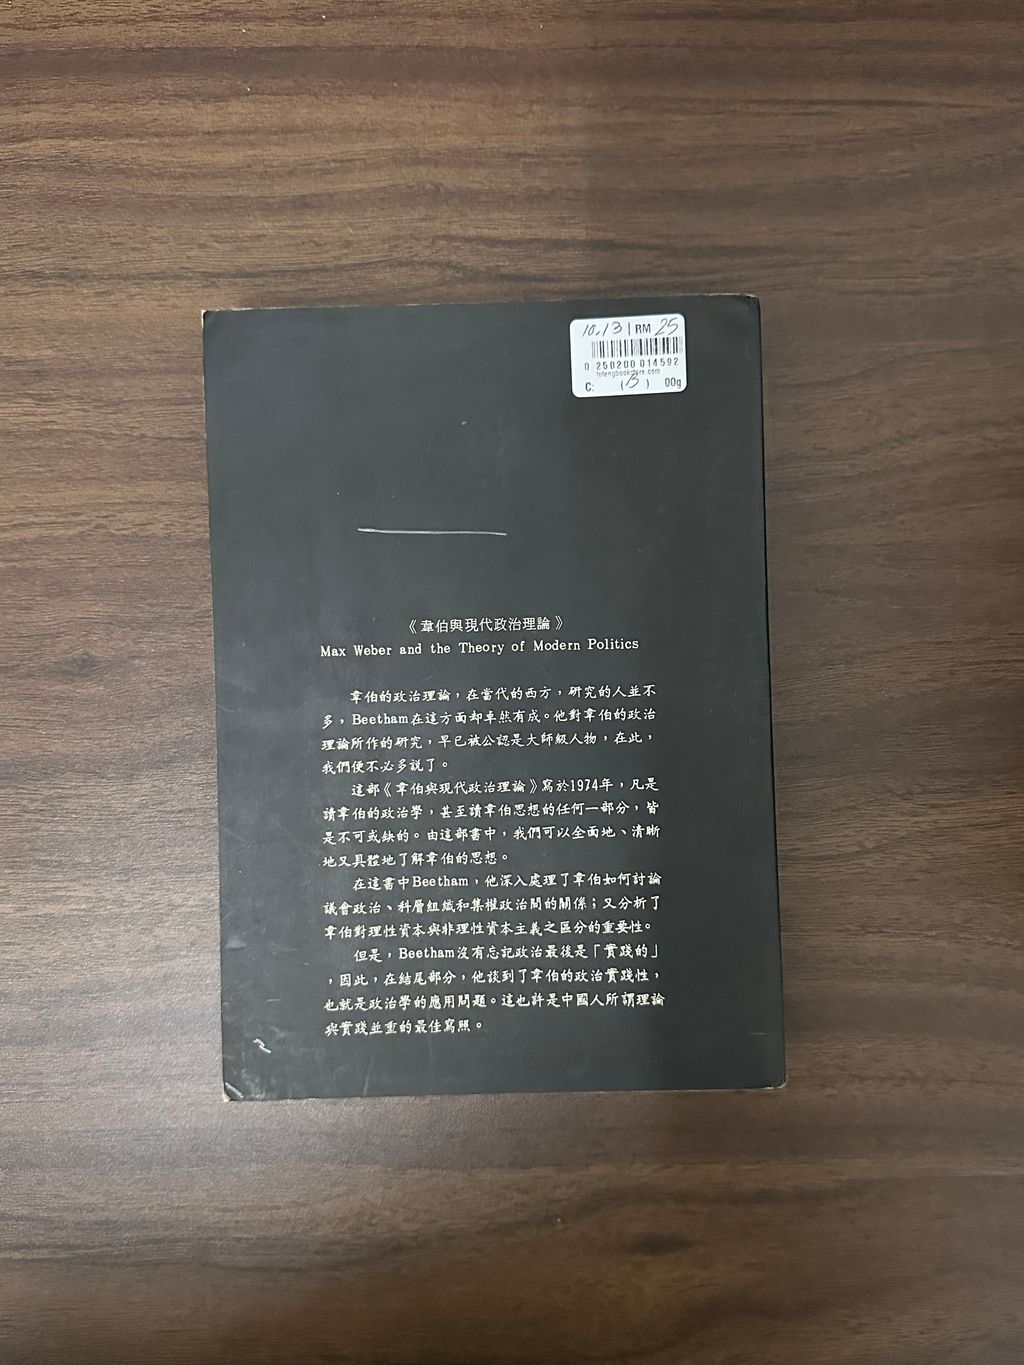 10.13 | RM 25
0 250200 014592
lofengbookstore.com
C: (B) 00g
《韋伯與現代政治理論》
Max Weber and the Theory of Modern Politics
韋伯的政治理論，在當代的西方，研究的人並不
多，Beetham在這方面却卓然有成。他對韋伯的政治
理論所作的研究，早已被公認是大師級人物，在此，
我們便不必多說了。
這部《韋伯與現代政治理論》寫於1974年，凡是
讀韋伯的政治學，甚至讀韋伯思想的任何一部分，皆
是不可或缺的。由這部書中，我們可以全面地、清晰
地又具體地了解韋伯的思想。
在這書中Beetham，他深入處理了韋伯如何討論
議會政治、科層組織和集權政治間的關係；又分析了
韋伯對理性資本與非理性資本主義之區分的重要性。
但是，Beetham沒有忘記政治最後是「實踐的」
，因此，在結尾部分，他談到了韋伯的政治實踐性，
也就是政治學的應用問題。這也許是中國人所謂理論
與實踐並重的最佳寫照。